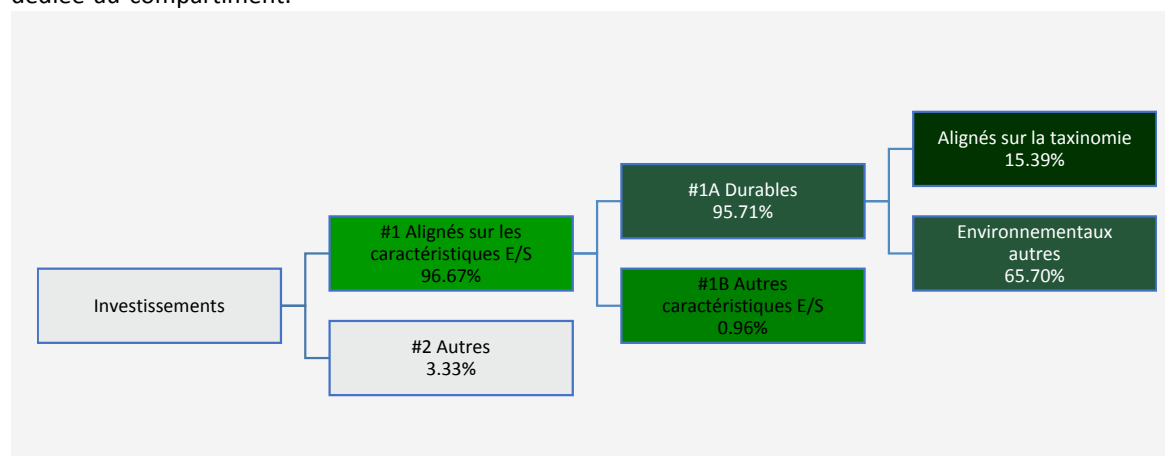 dédiée du compartiment.
Alignés sur la taxinomie
15.39%
#1A Durables
95.71%
#1 Alignés sur les
caractéristiques E/S
96.67%
Environnementaux
autres
65.70%
Investissements
#1B Autres
caractéristiques E/S
0.96%
#2 Autres
3.33%